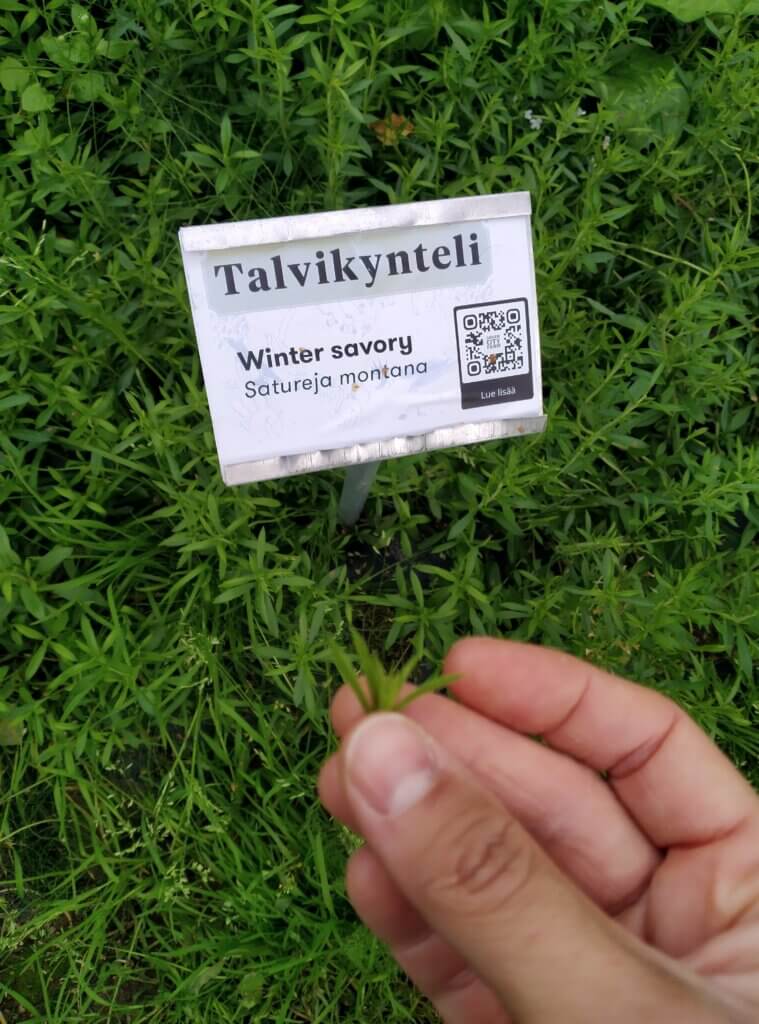 Talvikynteli
Winter savory
Satureja montana
Lue lisää